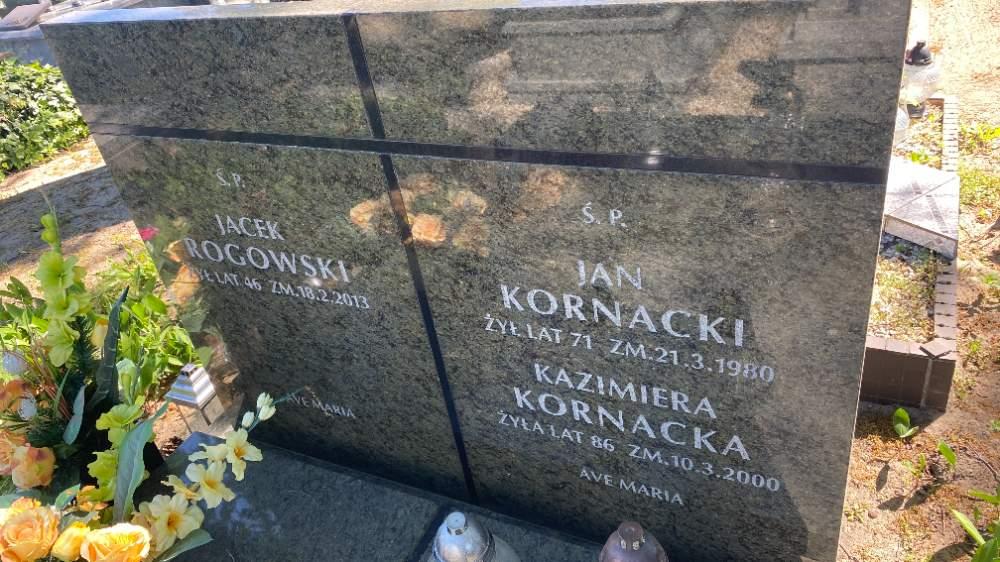 Ś.P.
JACEK
ROGOWSKI
ŻYŁ LAT 46 ZM.18.2.2013
AVE MARIA
Ś.P.
JAN
KORNACKI
ŻYŁ LAT 71 ZM.21.3.1980
KAZIMIERA
KORNACKA
ŻYŁA LAT 86 ZM.10.3.2000
AVE MARIA